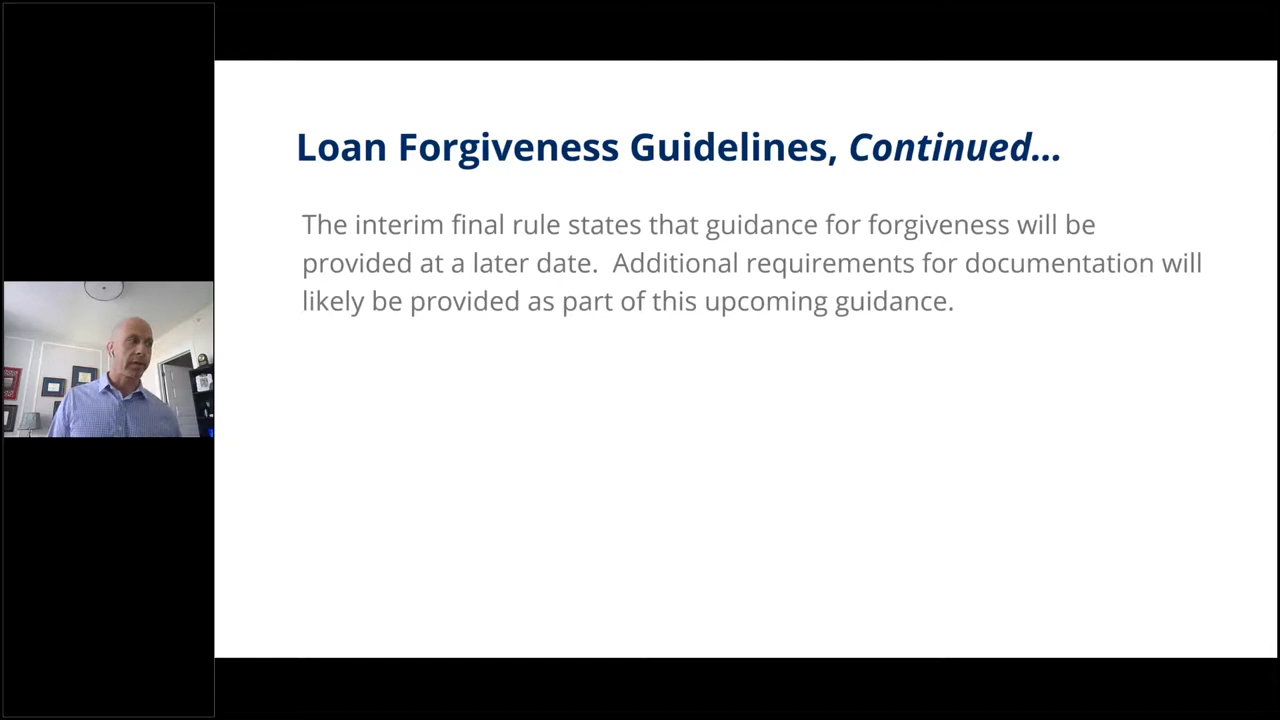 Loan Forgiveness Guidelines, Continued...
The interim final rule states that guidance for forgiveness will be
provided at a later date.  Additional requirements for documentation will
likely be provided as part of this upcoming guidance.